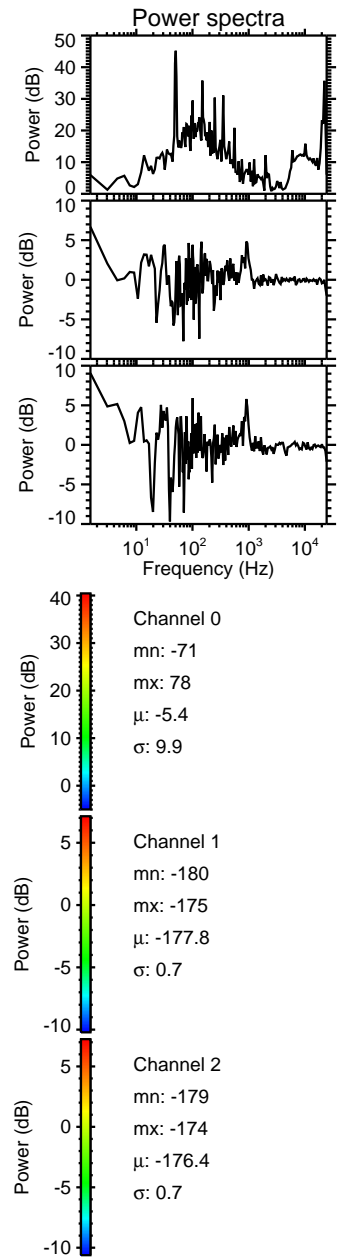 Power spectra
50
40
30
20
10
0
Power (dB)
10
5
0
-5
-10
Power (dB)
10
5
0
-5
-10
Power (dB)
10¹ 10² 10³ 10⁴
Frequency (Hz)
40
30
20
10
0
Power (dB)
Channel 0
mn: -71
mx: 78
μ: -5.4
σ: 9.9
5
0
-5
-10
Power (dB)
Channel 1
mn: -180
mx: -175
μ: -177.8
σ: 0.7
5
0
-5
-10
Power (dB)
Channel 2
mn: -179
mx: -174
μ: -176.4
σ: 0.7